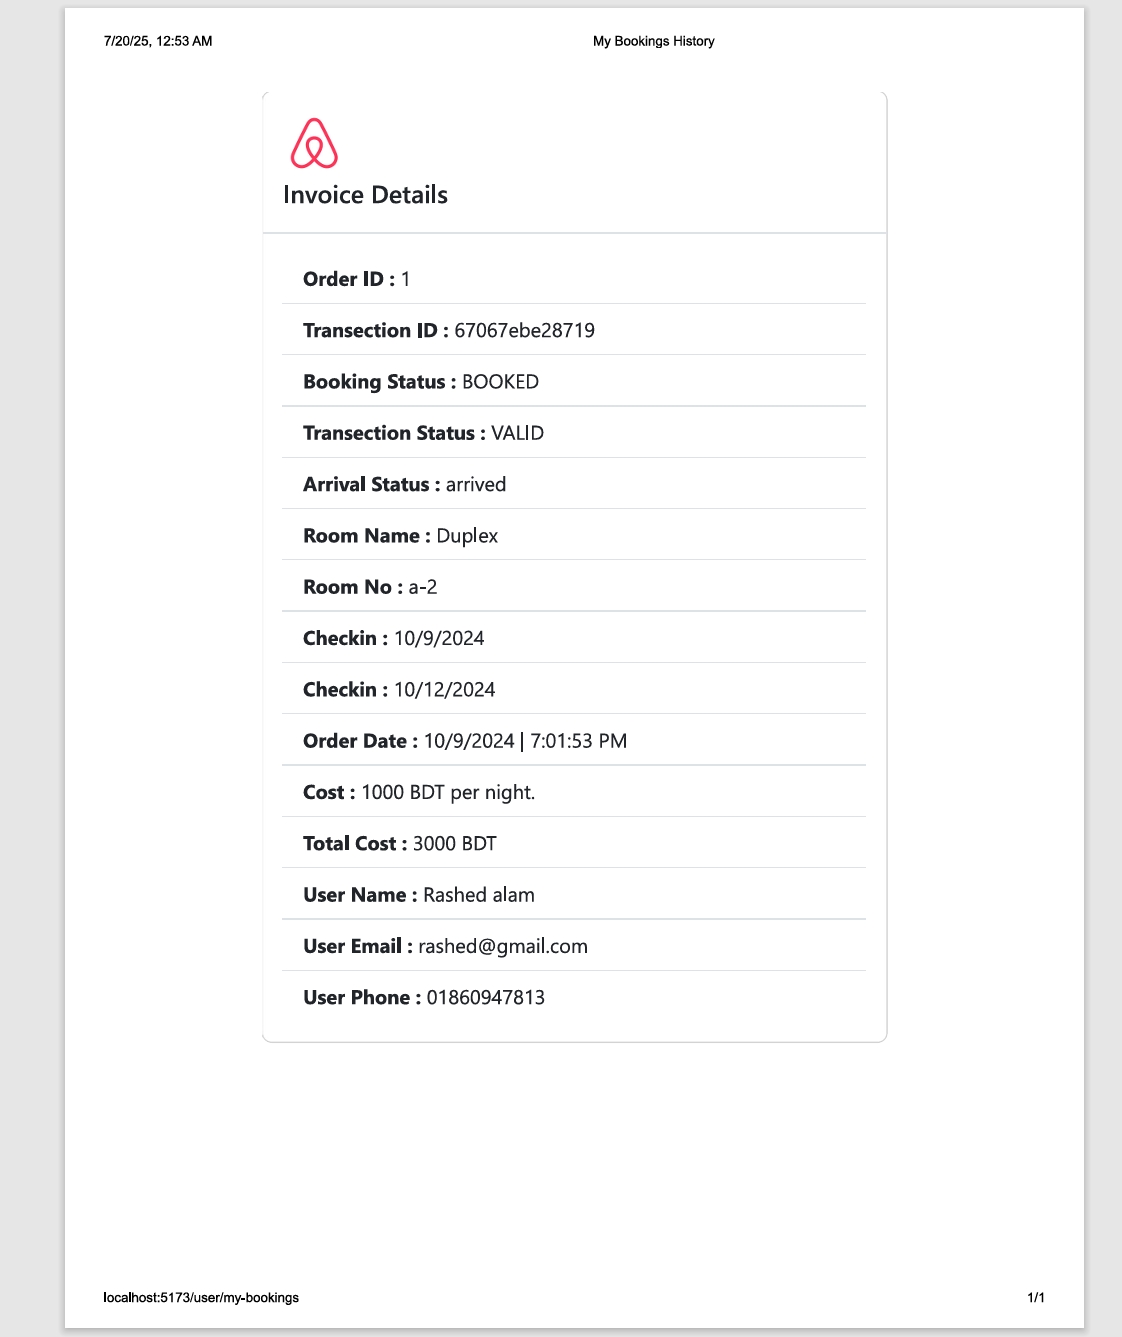 7/20/25, 12:53 AM
My Bookings History
Invoice Details
Order ID : 1
Transection ID : 67067ebe28719
Booking Status : BOOKED
Transection Status : VALID
Arrival Status : arrived
Room Name : Duplex
Room No : a-2
Checkin : 10/9/2024
Checkin : 10/12/2024
Order Date : 10/9/2024 | 7:01:53 PM
Cost : 1000 BDT per night.
Total Cost : 3000 BDT
User Name : Rashed alam
User Email : rashed@gmail.com
User Phone : 01860947813
localhost:5173/user/my-bookings
1/1